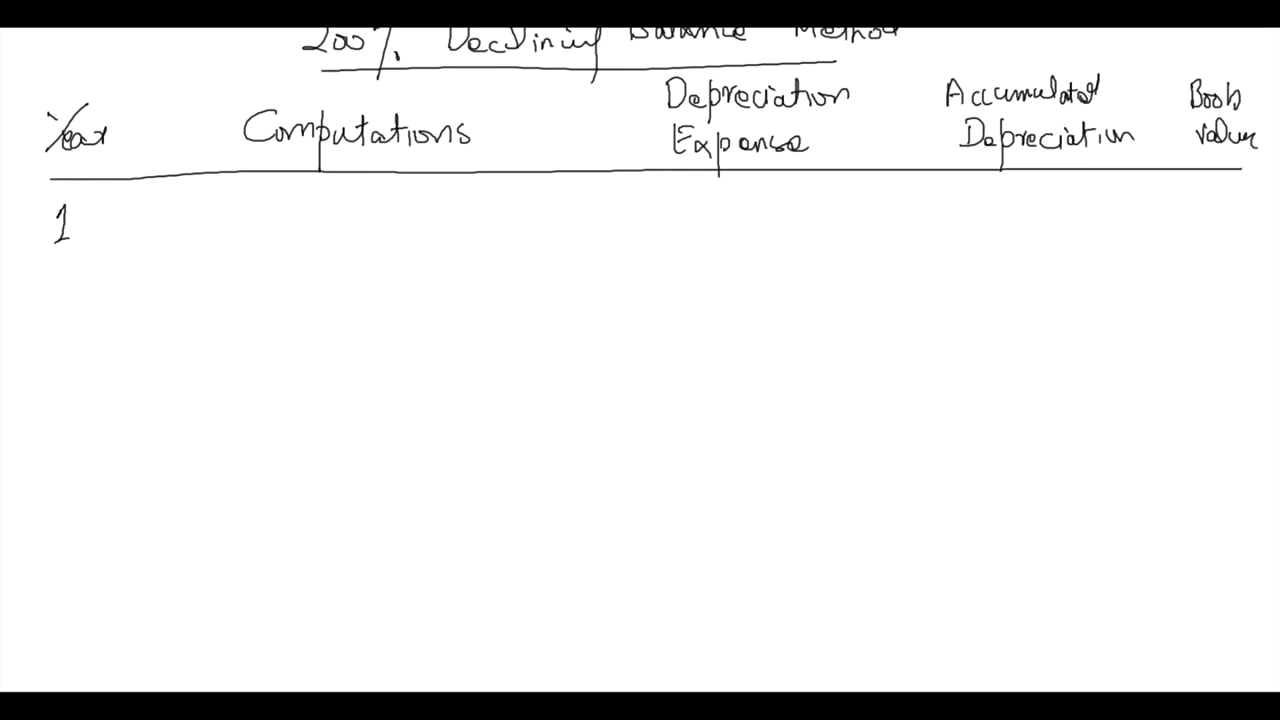 200% Declining Balance Method
Year Computations Depreciation Expense Accumulated Depreciation Book value
1